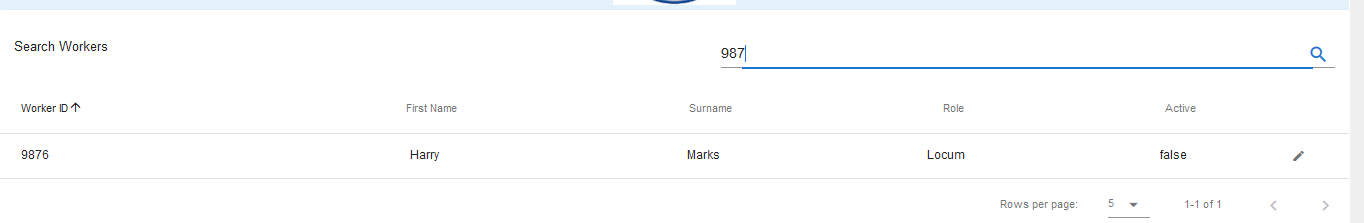 Search Workers
987
Worker ID First Name Surname Role Active
9876 Harry Marks Locum false
Rows per page: 5 1-1 of 1